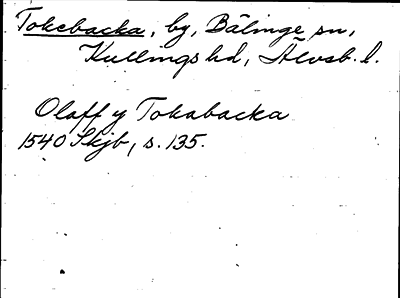 Tokebacka, by, Bälinge sn,
Kullings hd, Älvsb. l.
Olaff y Tokabacka
1540 Skjb, s. 135.